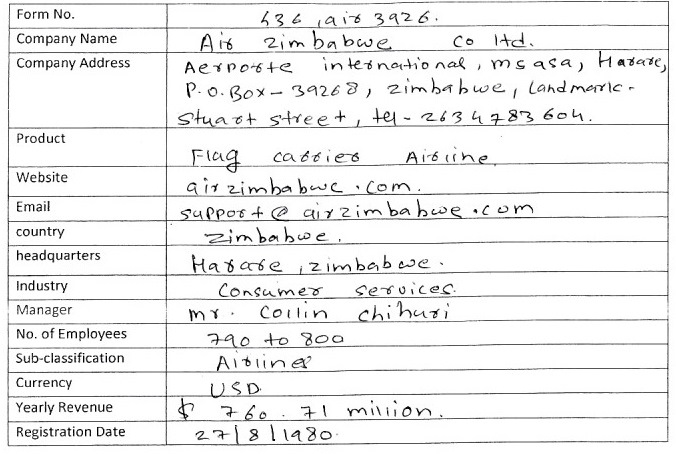 Form No. 636, air 3926.
Company Name Air Zimbabwe Co ltd.
Company Address Aerporte international, msasa, Harare,
P.O.Box - 39268, Zimbabwe, Landmark -
Stuart street, tel - 2634783604.
Product Flag carrier Airline
Website airzimbabwe.com.
Email support@airzimbabwe.com
country Zimbabwe.
headquarters Harare, Zimbabwe.
Industry Consumer services.
Manager mr. Collin chihuri
No. of Employees 790 to 800
Sub-classification Airlines
Currency USD.
Yearly Revenue $ 760.71 million.
Registration Date 27/8/1980.